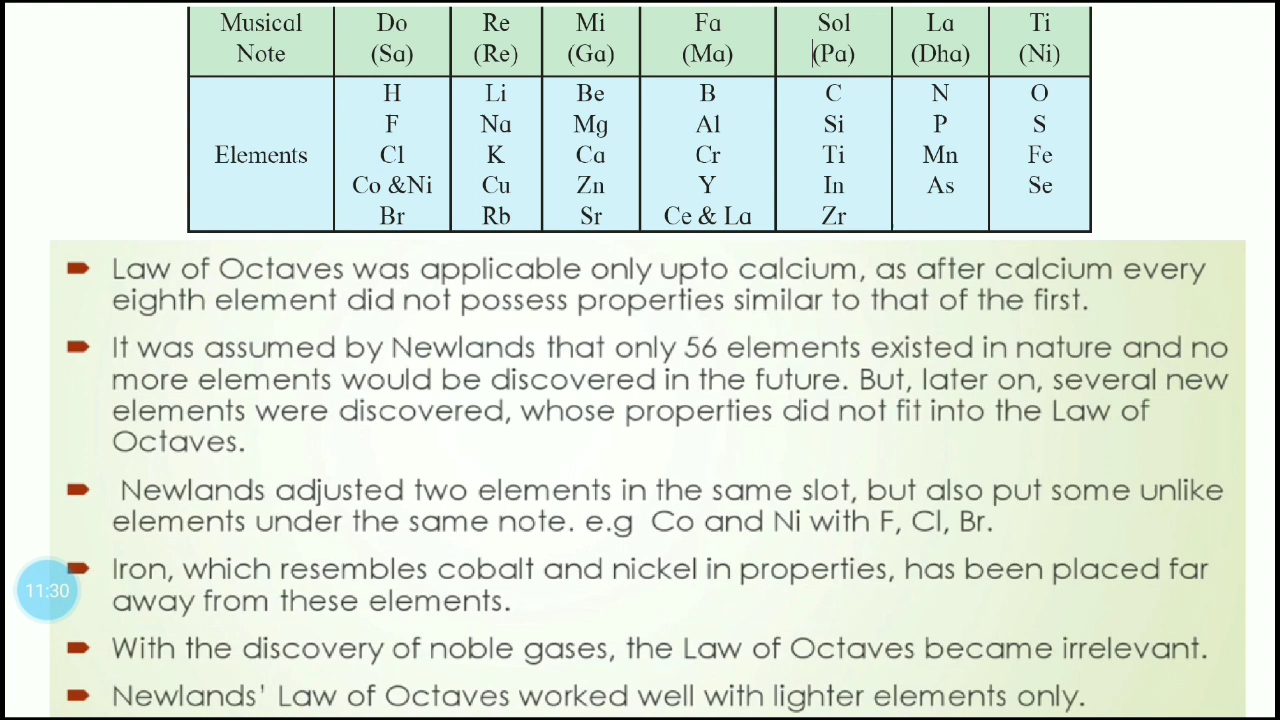 Musical Note Do (Sa) Re (Re) Mi (Ga) Fa (Ma) Sol (Pa) La (Dha) Ti (Ni)
H Li Be B C N O
F Na Mg Al Si P S
Elements Cl K Ca Cr Ti Mn Fe
Co &Ni Cu Zn Y In As Se
Br Rb Sr Ce & La Zr
Law of Octaves was applicable only upto calcium, as after calcium every
eighth element did not possess properties similar to that of the first.
It was assumed by Newlands that only 56 elements existed in nature and no
more elements would be discovered in the future. But, later on, several new
elements were discovered, whose properties did not fit into the Law of
Octaves.
Newlands adjusted two elements in the same slot, but also put some unlike
elements under the same note. e.g Co and Ni with F, Cl, Br.
Iron, which resembles cobalt and nickel in properties, has been placed far
11:30
away from these elements.
With the discovery of noble gases, the Law of Octaves became irrelevant.
Newlands' Law of Octaves worked well with lighter elements only.